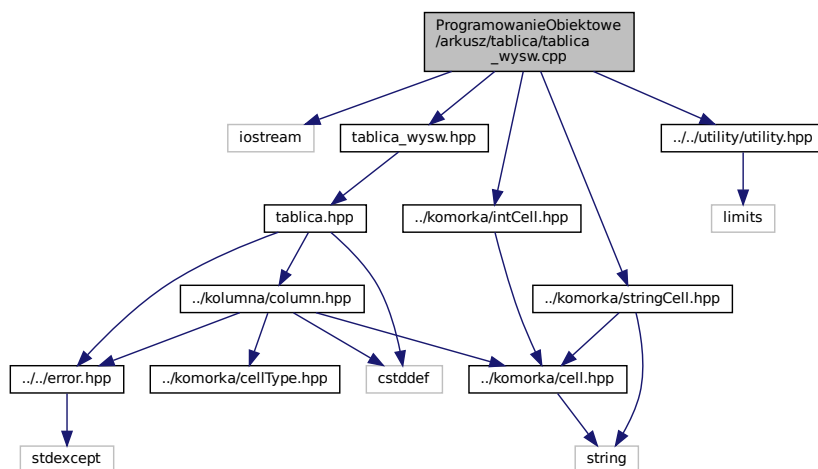 ProgramowanieObiektowe
/arkusz/tablica/tablica
_wysw.cpp
iostream
tablica_wysw.hpp
../../utility/utility.hpp
tablica.hpp
../komorka/intCell.hpp
limits
../kolumna/column.hpp
../komorka/stringCell.hpp
../../error.hpp
../komorka/cellType.hpp
cstddef
../komorka/cell.hpp
stdexcept
string